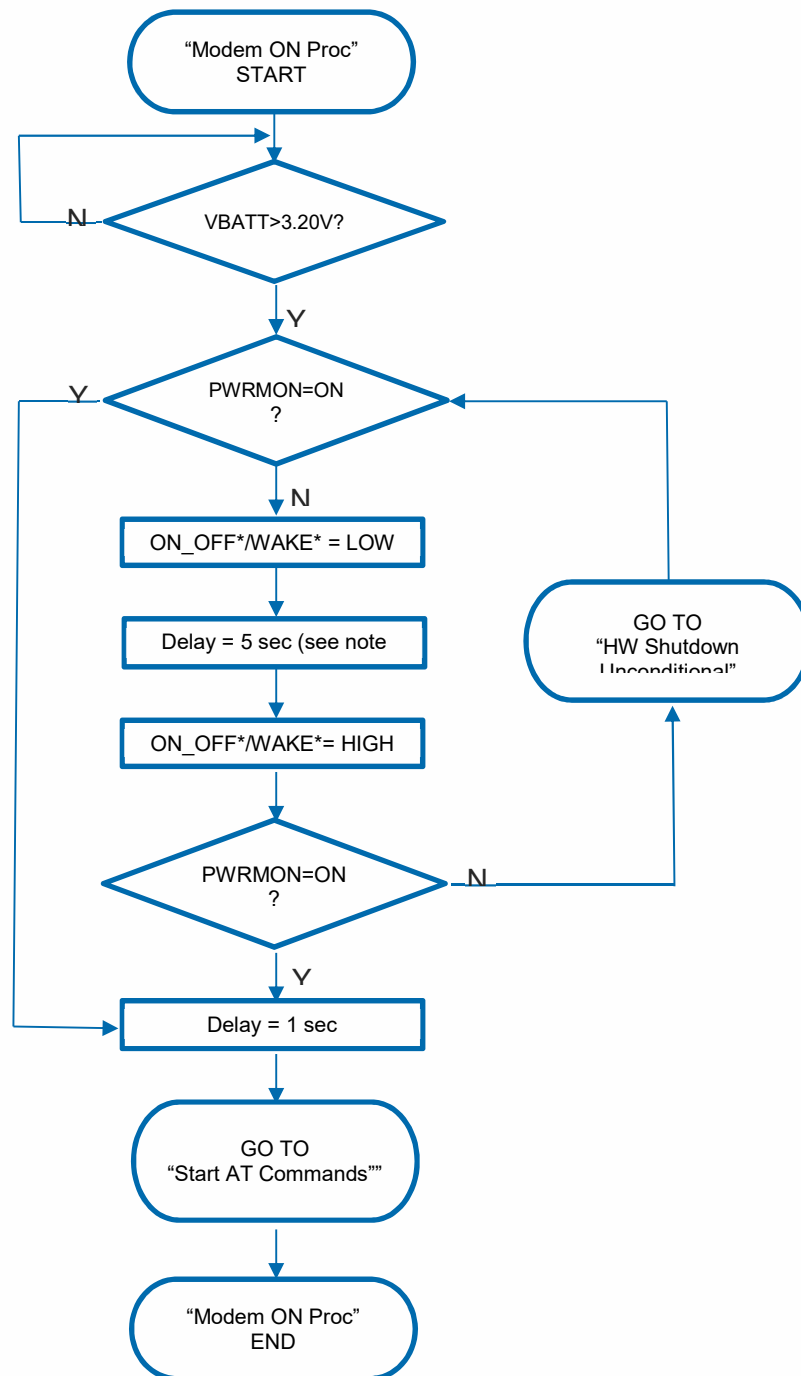 “Modem ON Proc”
START
N
VBATT>3.20V?
Y
Y
PWRMON=ON
?
N
ON_OFF*/WAKE* = LOW
Delay = 5 sec (see note
GO TO
“HW Shutdown
Unconditional”
ON_OFF*/WAKE*= HIGH
PWRMON=ON
?
N
Y
Delay = 1 sec
GO TO
“Start AT Commands””
“Modem ON Proc”
END